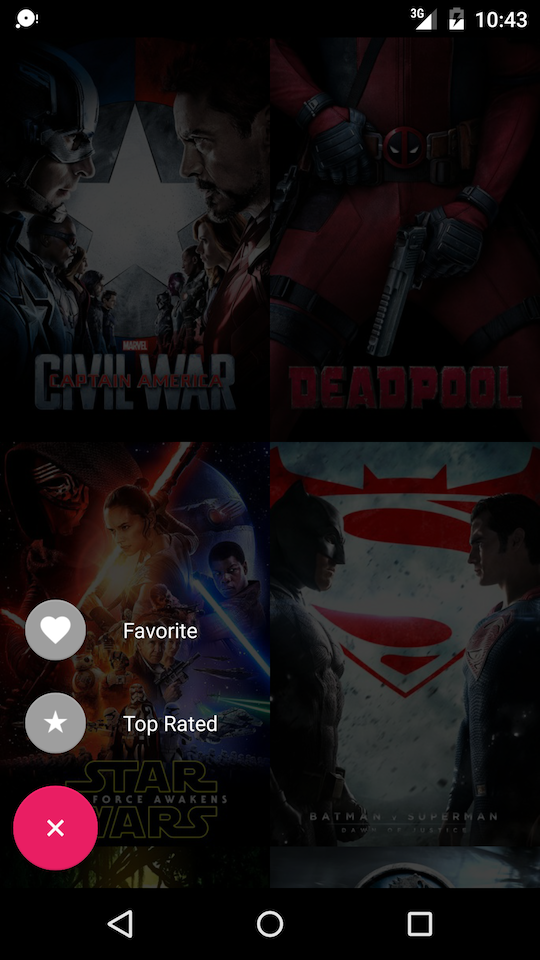 3G
10:43
MARVEL
CIVIL WAR
CAPTAIN AMERICA
DEADPOOL
Favorite
Top Rated
STAR
FORCE AWAKENS
WARS
BATMAN v SUPERMAN
DAWN OF JUSTICE